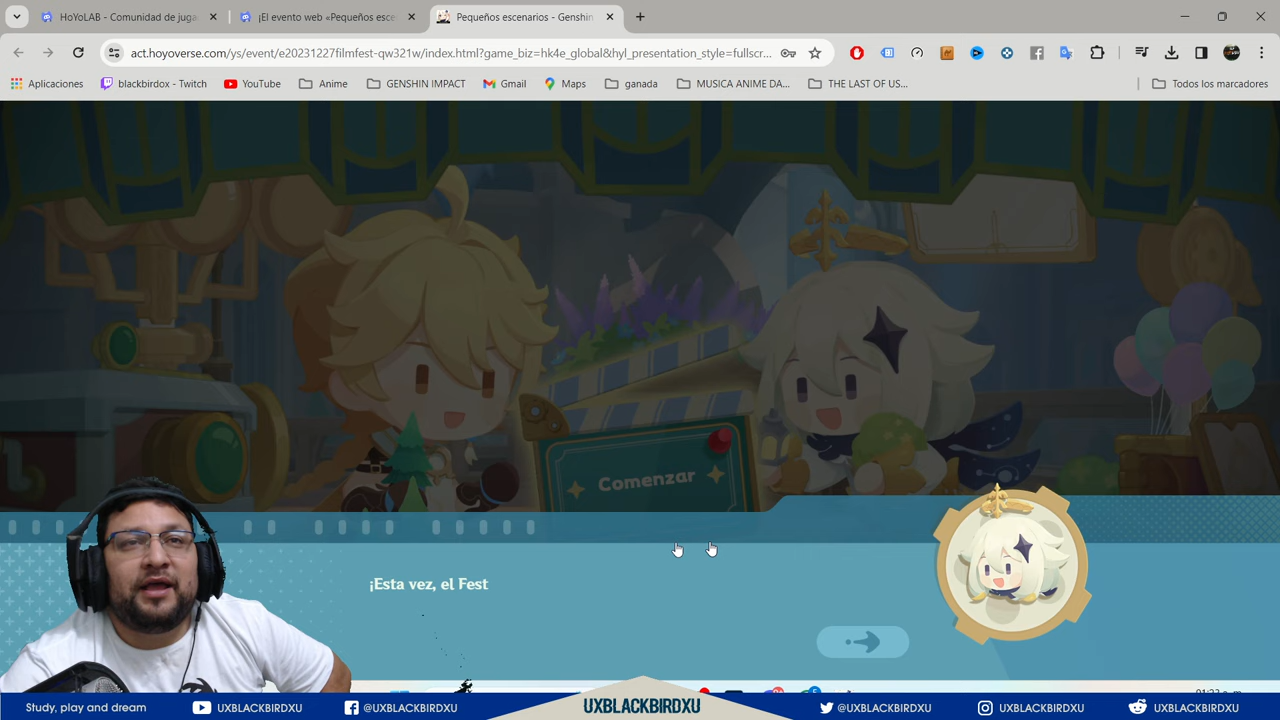 HoYoLAB - Comunidad de juga
¡El evento web «Pequeños esce
Pequeños escenarios - Genshin
act.hoyoverse.com/ys/event/e20231227filmfest-qw321w/index.html?game_biz=hk4e_global&hyl_presentation_style=fullscr...
Aplicaciones
blackbirdox - Twitch
YouTube
Anime
GENSHIN IMPACT
Gmail
Maps
ganada
MUSICA ANIME DA...
THE LAST OF US...
Todos los marcadores
Comenzar
¡Esta vez, el Fest
Study, play and dream
UXBLACKBIRDXU
@UXBLACKBIRDXU
UXBLACKBIRDXU
@UXBLACKBIRDXU
UXBLACKBIRDXU
UXBLACKBIRDXU